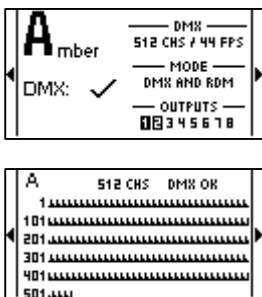 Amber
DMX: ✓
DMX
512 CHS / 44 FPS
MODE
DMX AND RDM
OUTPUTS
12345678
A 512 CHS DMX OK
1
101
201
301
401
501